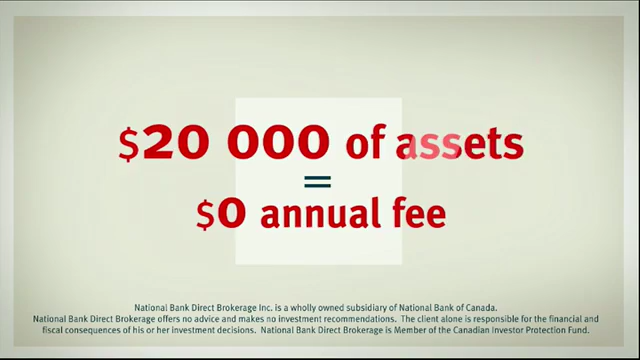 $20 000 of assets
=
$0 annual fee
National Bank Direct Brokerage Inc. is a wholly owned subsidiary of National Bank of Canada.
National Bank Direct Brokerage offers no advice and makes no investment recommendations. The client alone is responsible for the financial and
fiscal consequences of his or her investment decisions. National Bank Direct Brokerage is Member of the Canadian Investor Protection Fund.